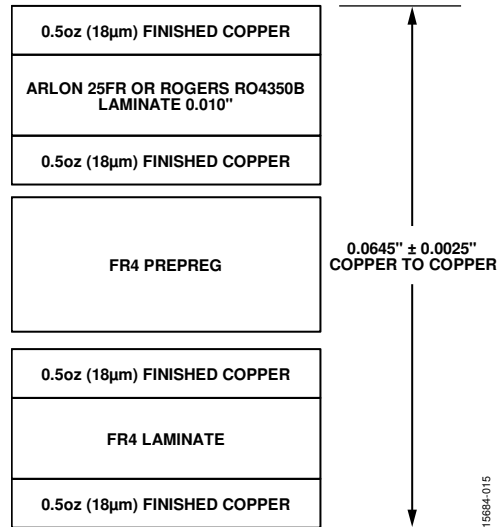 0.5oz (18µm) FINISHED COPPER
ARLON 25FR OR ROGERS RO4350B
LAMINATE 0.010"
0.5oz (18µm) FINISHED COPPER
FR4 PREPREG
0.0645" ± 0.0025"
COPPER TO COPPER
0.5oz (18µm) FINISHED COPPER
FR4 LAMINATE
0.5oz (18µm) FINISHED COPPER
15684-015